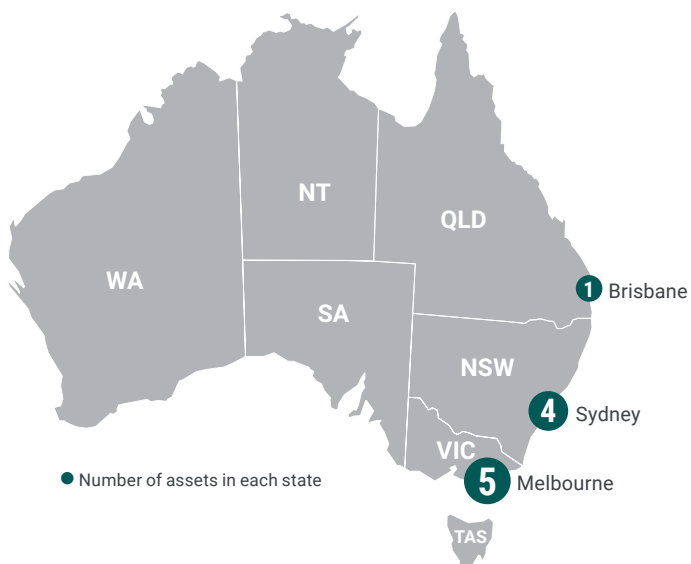 NT
QLD
WA
1 Brisbane
SA
NSW
4 Sydney
VIC
5 Melbourne
Number of assets in each state
TAS